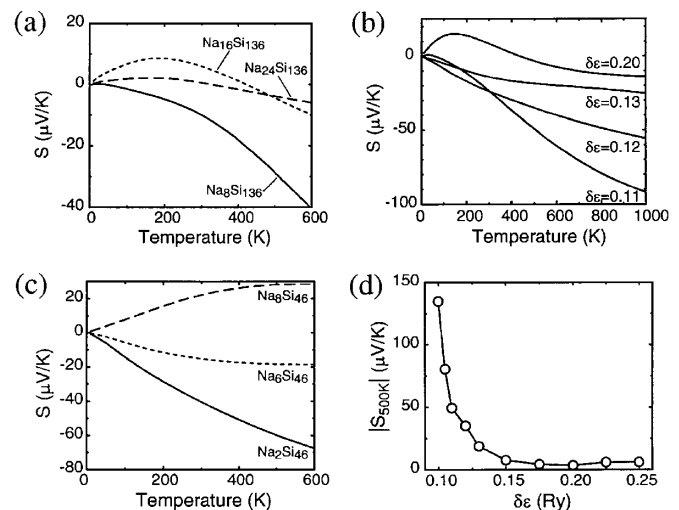 (a)
20
10
0
-20
-40
S (μV/K)
Na16Si136
Na24Si136
Na8Si136
0 200 400 600
Temperature (K)
(b)
0
-50
-100
S (μV/K)
δε=0.20
δε=0.13
δε=0.12
δε=0.11
0 200 400 600 800 1000
Temperature (K)
(c)
20
0
-20
-40
-60
-80
S (μV/K)
Na8Si46
Na6Si46
Na2Si46
0 200 400 600
Temperature (K)
(d)
150
100
50
0
|S500K| (μV/K)
0.10 0.15 0.20 0.25
δε (Ry)